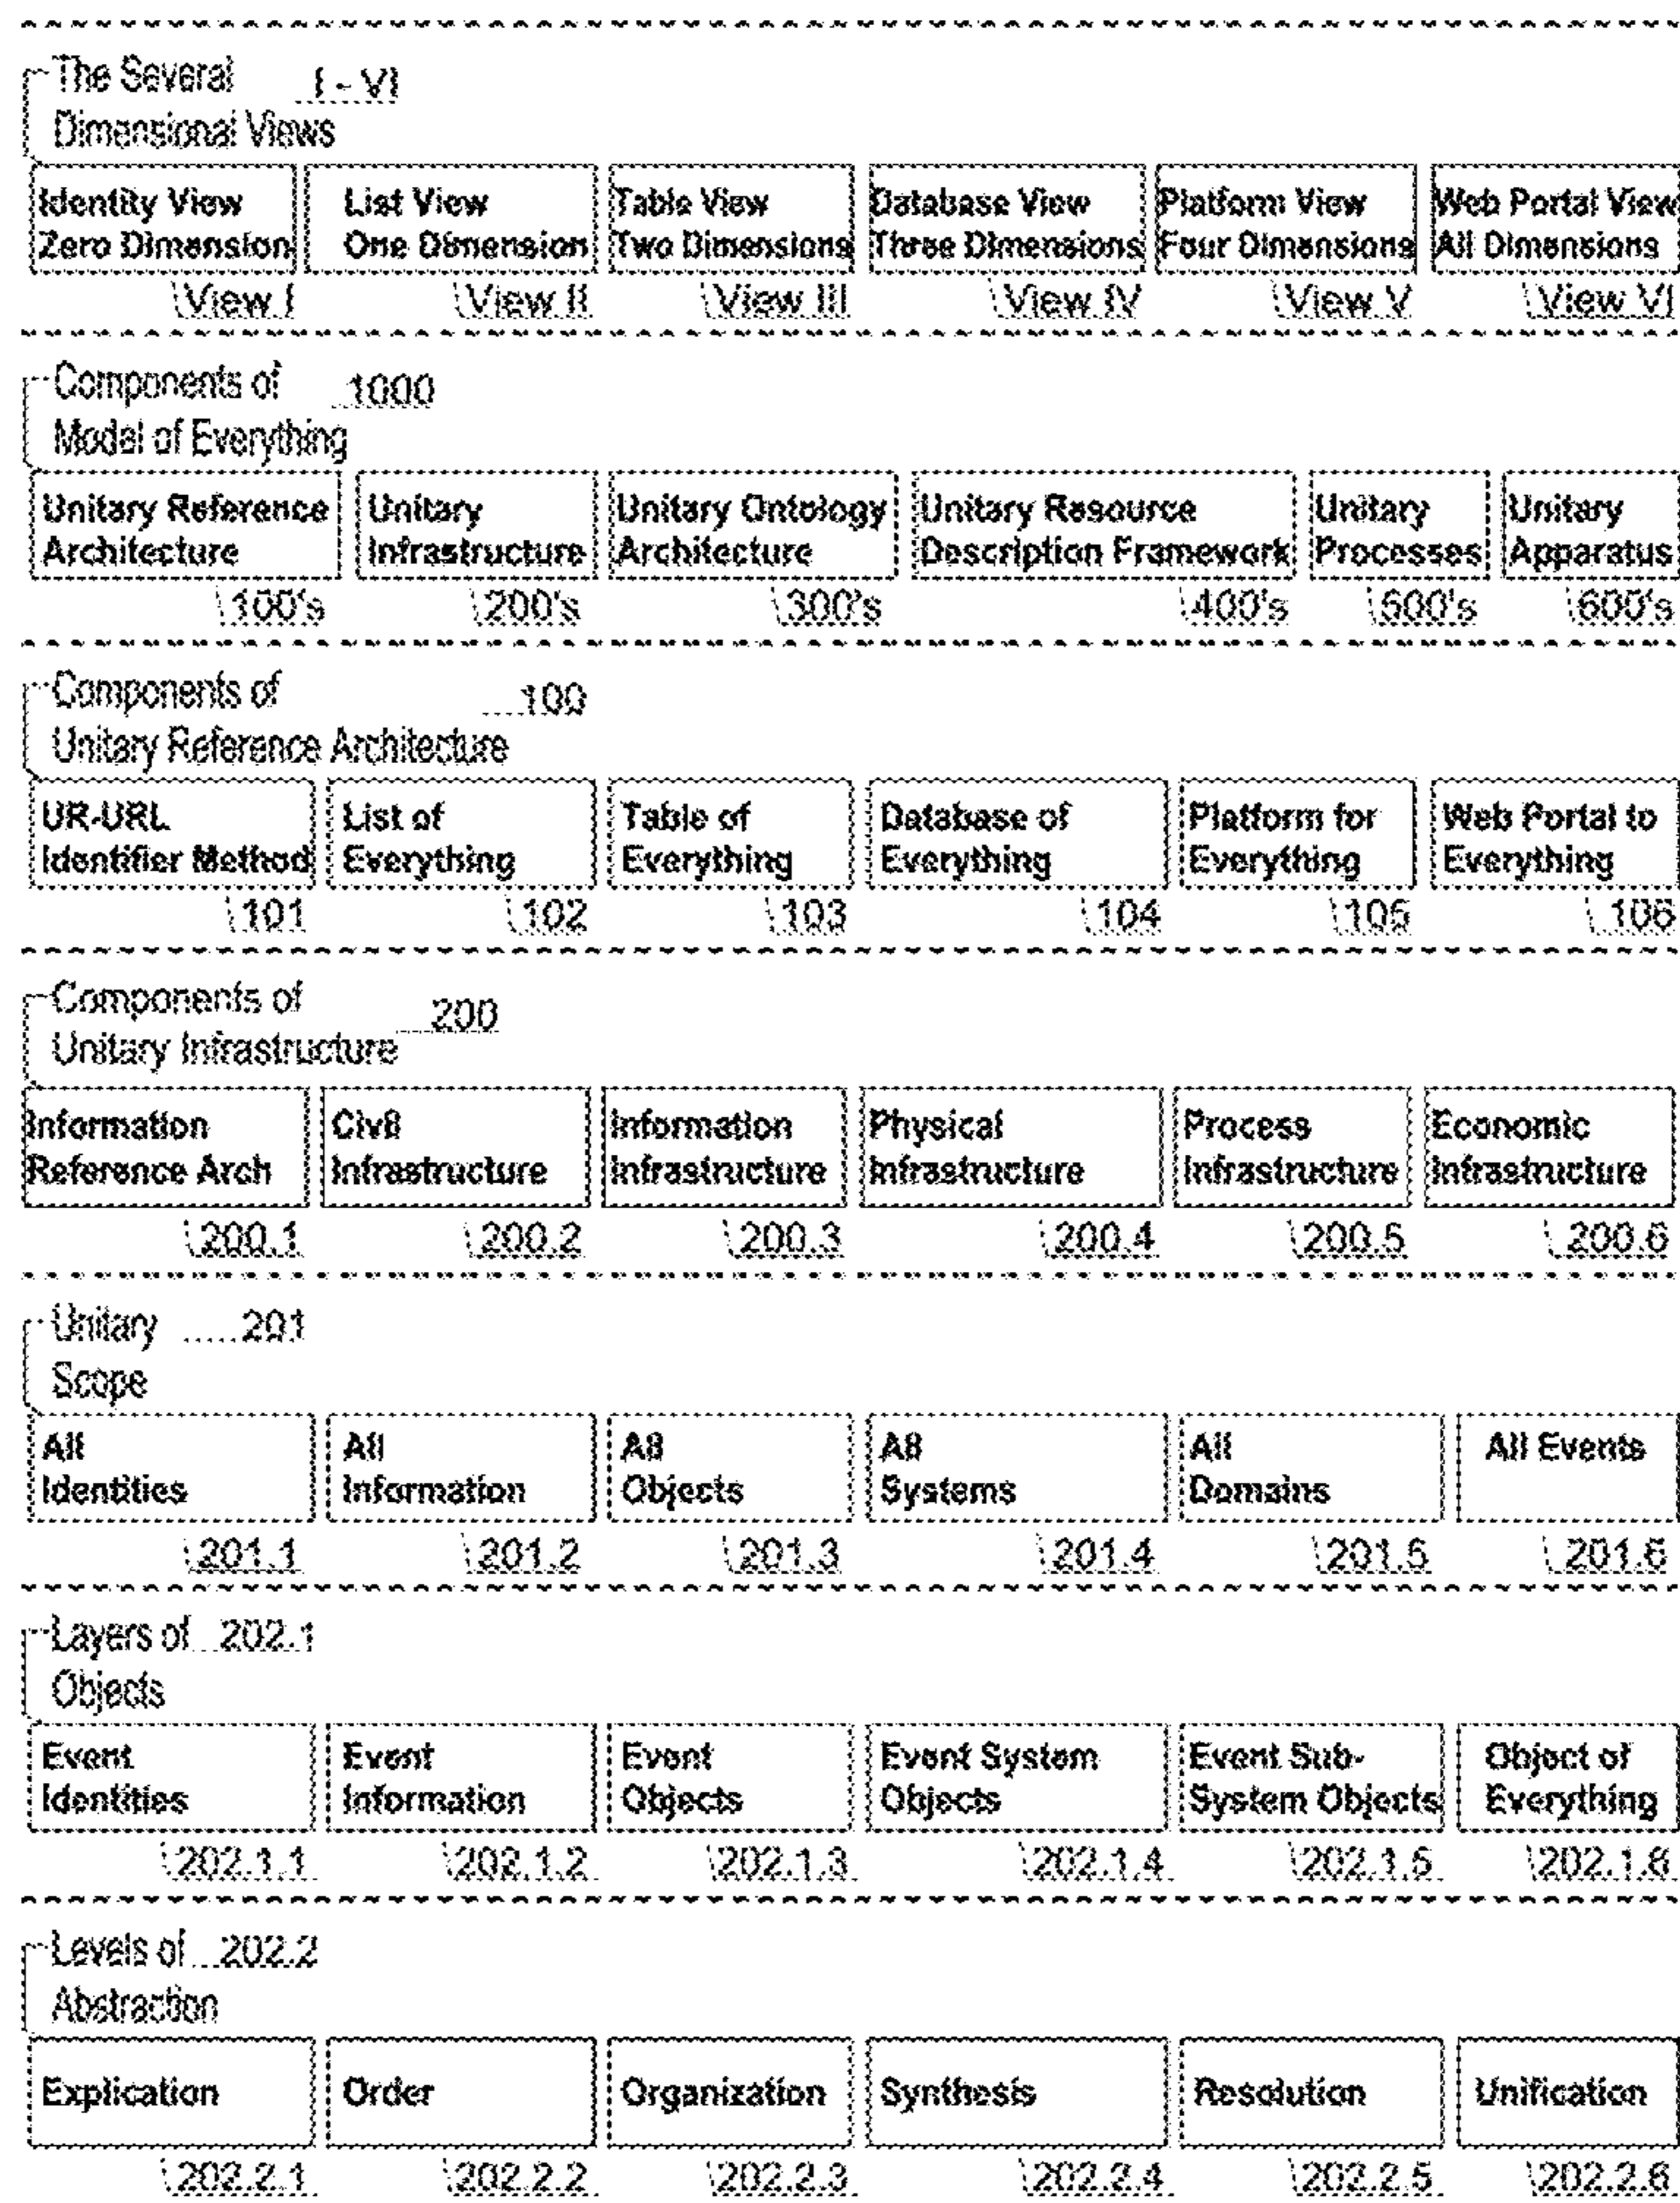 The Several I - VI
Dimensional Views
Identity View List View Table View Database View Platform View Web Portal View
Zero Dimension One Dimension Two Dimensions Three Dimensions Four Dimensions All Dimensions
View I View II View III View IV View V View VI
Components of 1000
Model of Everything
Unitary Reference Unitary Unitary Ontology Unitary Resource Unitary Unitary
Architecture Infrastructure Architecture Description Framework Processes Apparatus
100's 200's 300's 400's 500's 600's
Components of 100
Unitary Reference Architecture
UR-URL List of Table of Database of Platform for Web Portal to
Identifier Method Everything Everything Everything Everything Everything
101 102 103 104 105 106
Components of 200
Unitary Infrastructure
Information Civil Information Physical Process Economic
Reference Arch Infrastructure Infrastructure Infrastructure Infrastructure Infrastructure
200.1 200.2 200.3 200.4 200.5 200.6
Unitary 201
Scope
All All All All All All Events
Identities Information Objects Systems Domains
201.1 201.2 201.3 201.4 201.5 201.6
Layers of 202.1
Objects
Event Event Event Event System Event Sub- Object of
Identities Information Objects Objects System Objects Everything
202.1.1 202.1.2 202.1.3 202.1.4 202.1.5 202.1.6
Levels of 202.2
Abstraction
Explication Order Organization Synthesis Resolution Unification
202.2.1 202.2.2 202.2.3 202.2.4 202.2.5 202.2.6